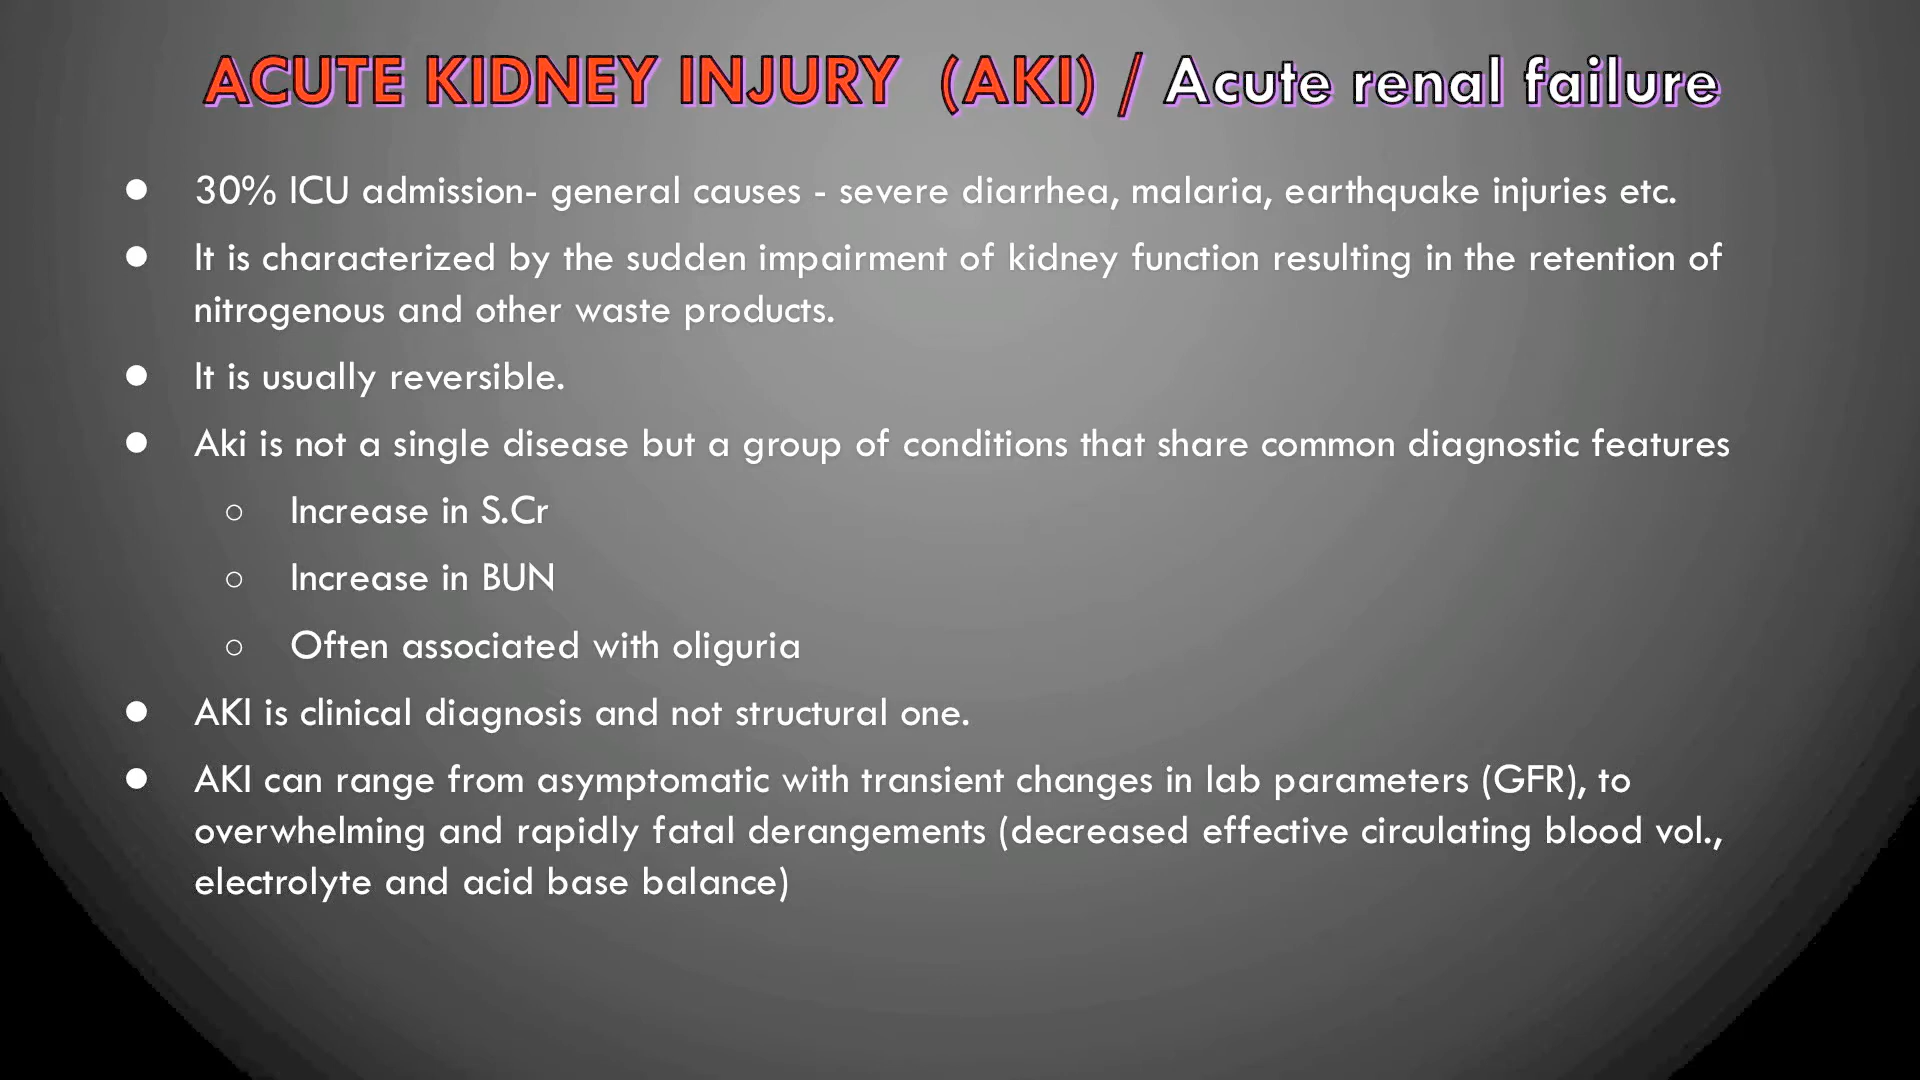 ACUTE KIDNEY INJURY (AKI) / Acute renal failure
● 30% ICU admission- general causes - severe diarrhea, malaria, earthquake injuries etc.
● It is characterized by the sudden impairment of kidney function resulting in the retention of
nitrogenous and other waste products.
● It is usually reversible.
● Aki is not a single disease but a group of conditions that share common diagnostic features
○ Increase in S.Cr
○ Increase in BUN
○ Often associated with oliguria
● AKI is clinical diagnosis and not structural one.
● AKI can range from asymptomatic with transient changes in lab parameters (GFR), to
overwhelming and rapidly fatal derangements (decreased effective circulating blood vol.,
electrolyte and acid base balance)